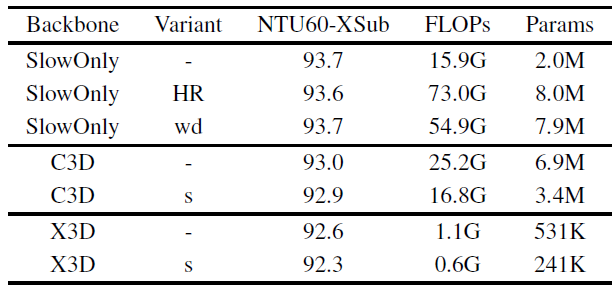 Backbone Variant NTU60-XSub FLOPs Params
SlowOnly - 93.7 15.9G 2.0M
SlowOnly HR 93.6 73.0G 8.0M
SlowOnly wd 93.7 54.9G 7.9M
C3D - 93.0 25.2G 6.9M
C3D s 92.9 16.8G 3.4M
X3D - 92.6 1.1G 531K
X3D s 92.3 0.6G 241K